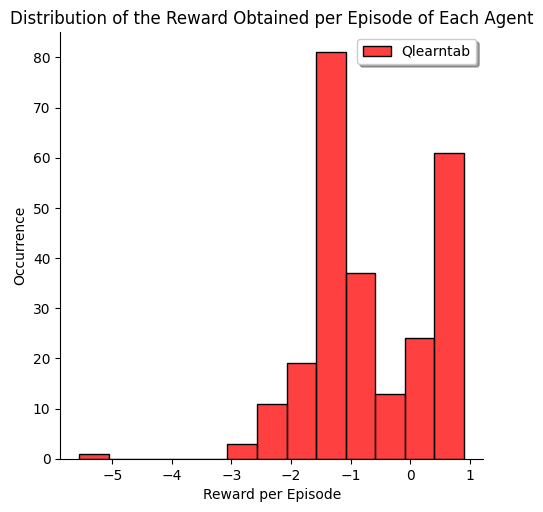 Distribution of the Reward Obtained per Episode of Each Agent
Qlearntab
80
70
60
50
40
30
20
10
0
Occurrence
−5 −4 −3 −2 −1 0 1
Reward per Episode